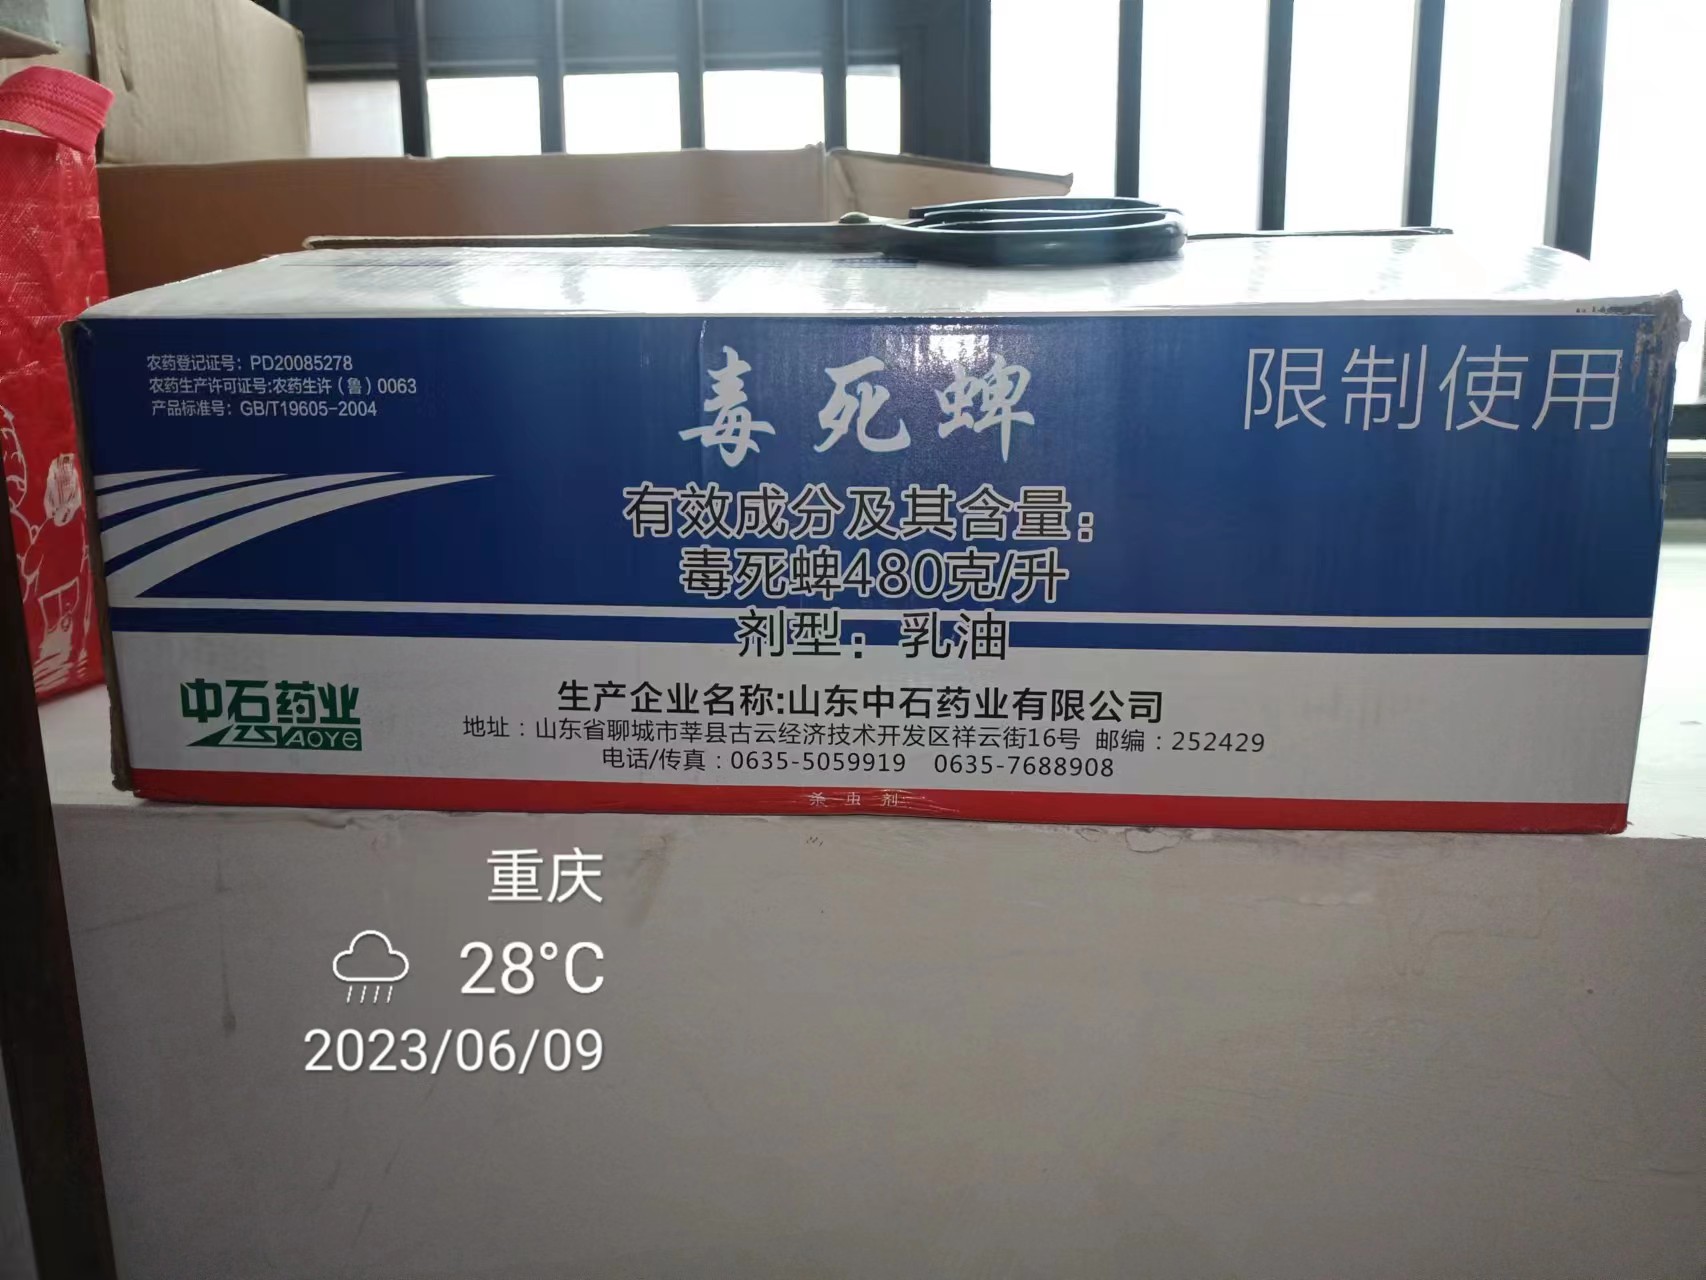 农药登记证号：PD20085278
农药生产许可证号:农药生许（鲁）0063
产品标准号：GB/T19605-2004
毒死蜱
限制使用
有效成分及其含量：
毒死蜱480克/升
剂型：乳油
中石药业
YAOYE
生产企业名称:山东中石药业有限公司
地址：山东省聊城市莘县古云经济技术开发区祥云街16号 邮编：252429
电话/传真：0635-5059919 0635-7688908
杀虫剂
重庆
28°C
2023/06/09